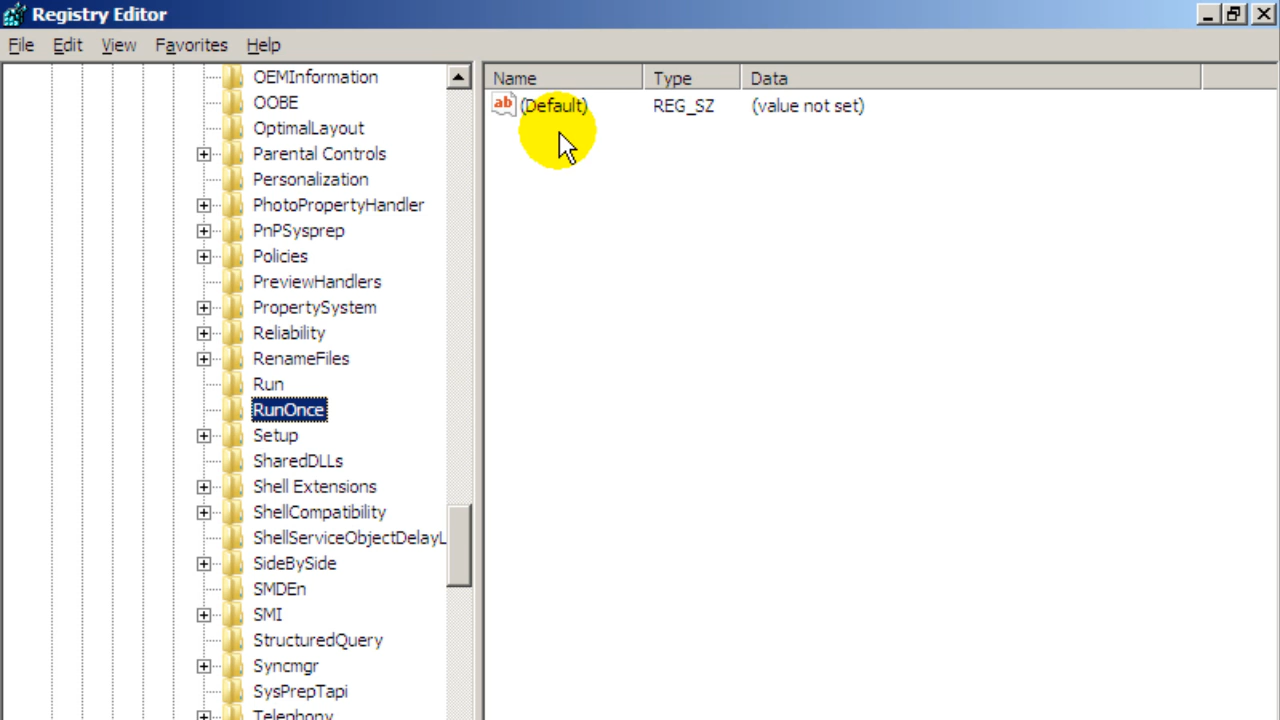 Registry Editor
File Edit View Favorites Help
OEMInformation
OOBE
OptimalLayout
Parental Controls
Personalization
PhotoPropertyHandler
PnPSysprep
Policies
PreviewHandlers
PropertySystem
Reliability
RenameFiles
Run
RunOnce
Setup
SharedDLLs
Shell Extensions
ShellCompatibility
ShellServiceObjectDelayL
SideBySide
SMDEn
SMI
StructuredQuery
Syncmgr
SysPrepTapi
Telephony
Name Type Data
ab (Default) REG_SZ (value not set)